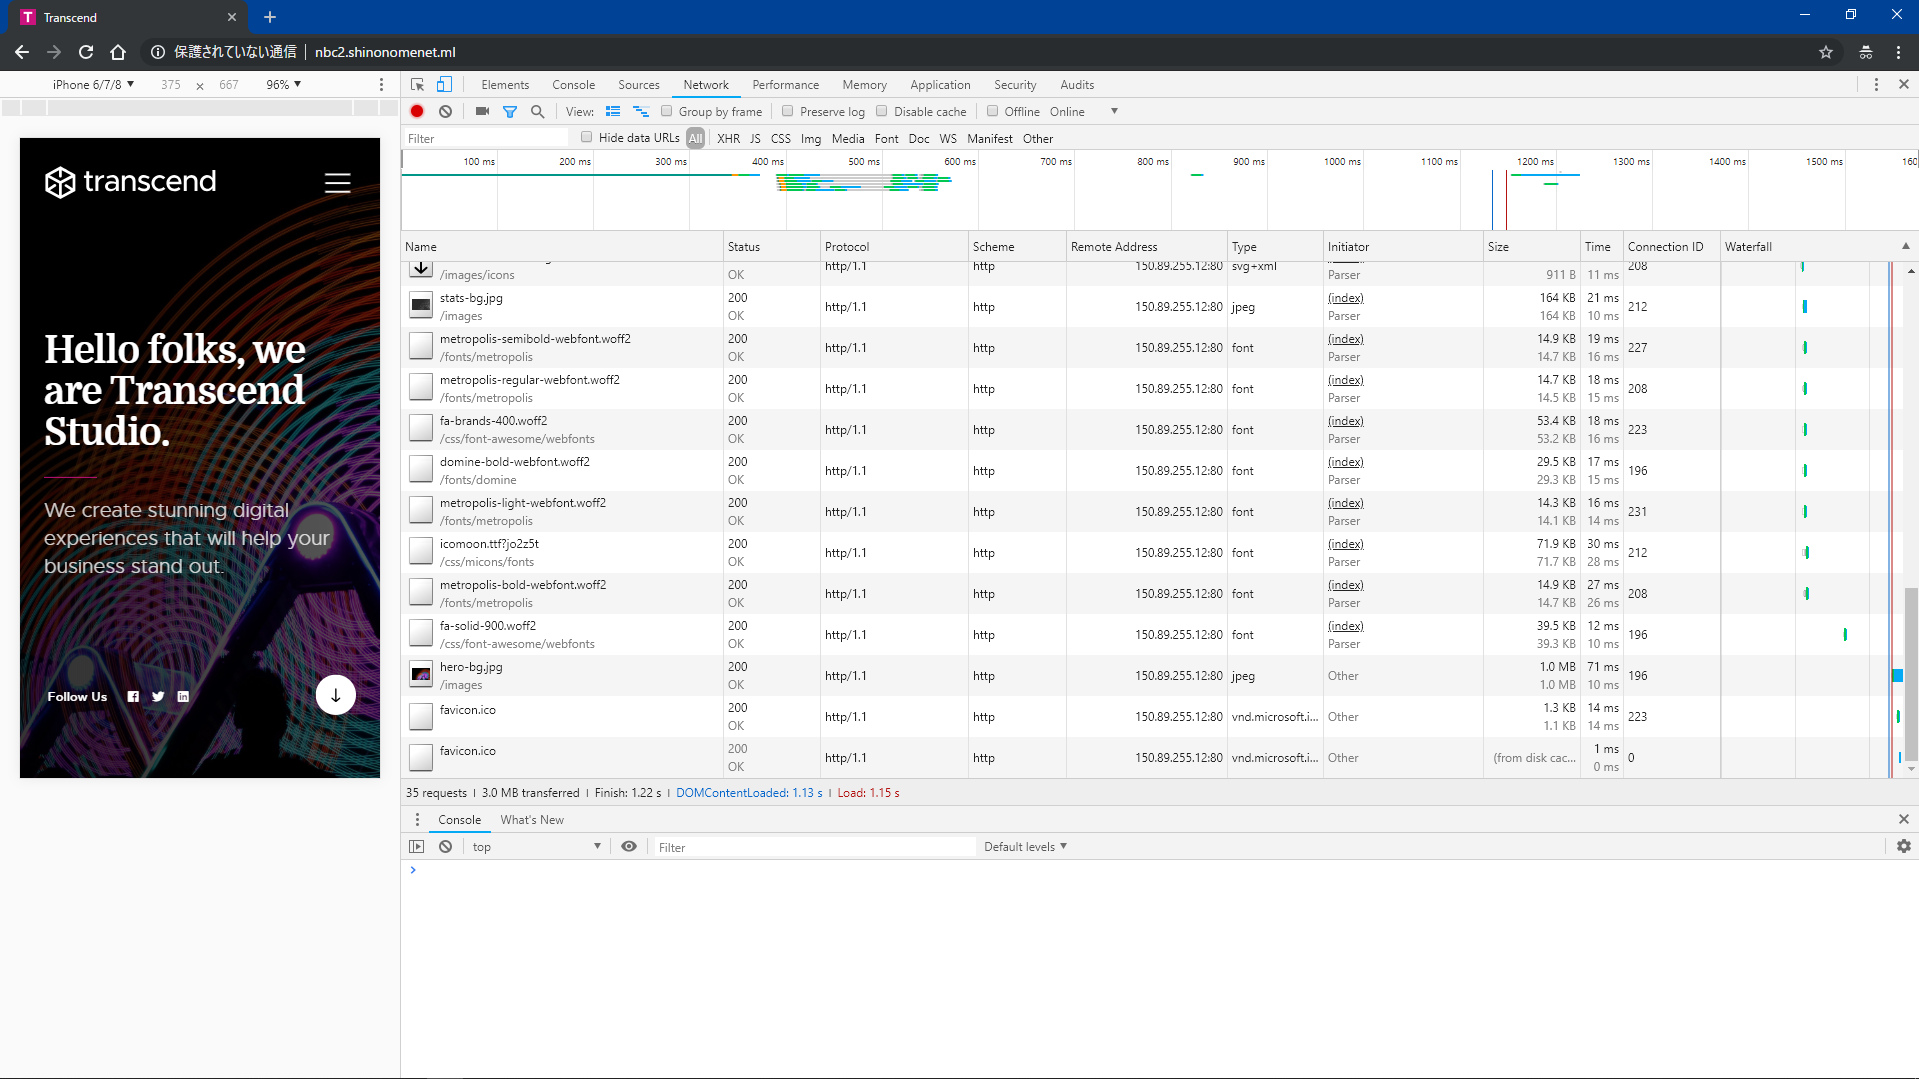 Transcend
保護されていない通信 nbc2.shinonomenet.ml
iPhone 6/7/8 375 x 667 96%
Elements Console Sources Network Performance Memory Application Security Audits
View: Group by frame Preserve log Disable cache Offline Online
Filter Hide data URLs All XHR JS CSS Img Media Font Doc WS Manifest Other
100 ms 200 ms 300 ms 400 ms 500 ms 600 ms 700 ms 800 ms 900 ms 1000 ms 1100 ms 1200 ms 1300 ms 1400 ms 1500 ms 160
Name Status Protocol Scheme Remote Address Type Initiator Size Time Connection ID Waterfall
http/1.1 http 150.89.255.12:80 svg+xml 208
/images/icons OK Parser 911 B 11 ms
stats-bg.jpg 200 (index) 164 KB 21 ms
http/1.1 http 150.89.255.12:80 jpeg 212
/images OK Parser 164 KB 10 ms
metropolis-semibold-webfont.woff2 200 (index) 14.9 KB 19 ms
http/1.1 http 150.89.255.12:80 font 227
/fonts/metropolis OK Parser 14.7 KB 16 ms
metropolis-regular-webfont.woff2 200 (index) 14.7 KB 18 ms
http/1.1 http 150.89.255.12:80 font 208
/fonts/metropolis OK Parser 14.5 KB 15 ms
fa-brands-400.woff2 200 (index) 53.4 KB 18 ms
http/1.1 http 150.89.255.12:80 font 223
/css/font-awesome/webfonts OK Parser 53.2 KB 16 ms
domine-bold-webfont.woff2 200 (index) 29.5 KB 17 ms
http/1.1 http 150.89.255.12:80 font 196
/fonts/domine OK Parser 29.3 KB 15 ms
metropolis-light-webfont.woff2 200 (index) 14.3 KB 16 ms
http/1.1 http 150.89.255.12:80 font 231
/fonts/metropolis OK Parser 14.1 KB 14 ms
icomoon.ttf?jo2z5t 200 (index) 71.9 KB 30 ms
http/1.1 http 150.89.255.12:80 font 212
/css/micons/fonts OK Parser 71.7 KB 28 ms
metropolis-bold-webfont.woff2 200 (index) 14.9 KB 27 ms
http/1.1 http 150.89.255.12:80 font 208
/fonts/metropolis OK Parser 14.7 KB 26 ms
fa-solid-900.woff2 200 (index) 39.5 KB 12 ms
http/1.1 http 150.89.255.12:80 font 196
/css/font-awesome/webfonts OK Parser 39.3 KB 10 ms
hero-bg.jpg 200 1.0 MB 71 ms
http/1.1 http 150.89.255.12:80 jpeg Other 196
/images OK 1.0 MB 10 ms
favicon.ico 200 1.3 KB 14 ms
http/1.1 http 150.89.255.12:80 vnd.microsoft.i... Other 223
OK 1.1 KB 14 ms
favicon.ico 200 1 ms
http/1.1 http 150.89.255.12:80 vnd.microsoft.i... Other (from disk cac... 0
OK 0 ms
35 requests | 3.0 MB transferred | Finish: 1.22 s | DOMContentLoaded: 1.13 s | Load: 1.15 s
Console What's New
top Filter Default levels
transcend
Hello folks, we
are Transcend
Studio.
We create stunning digital
experiences that will help your
business stand out.
Follow Us